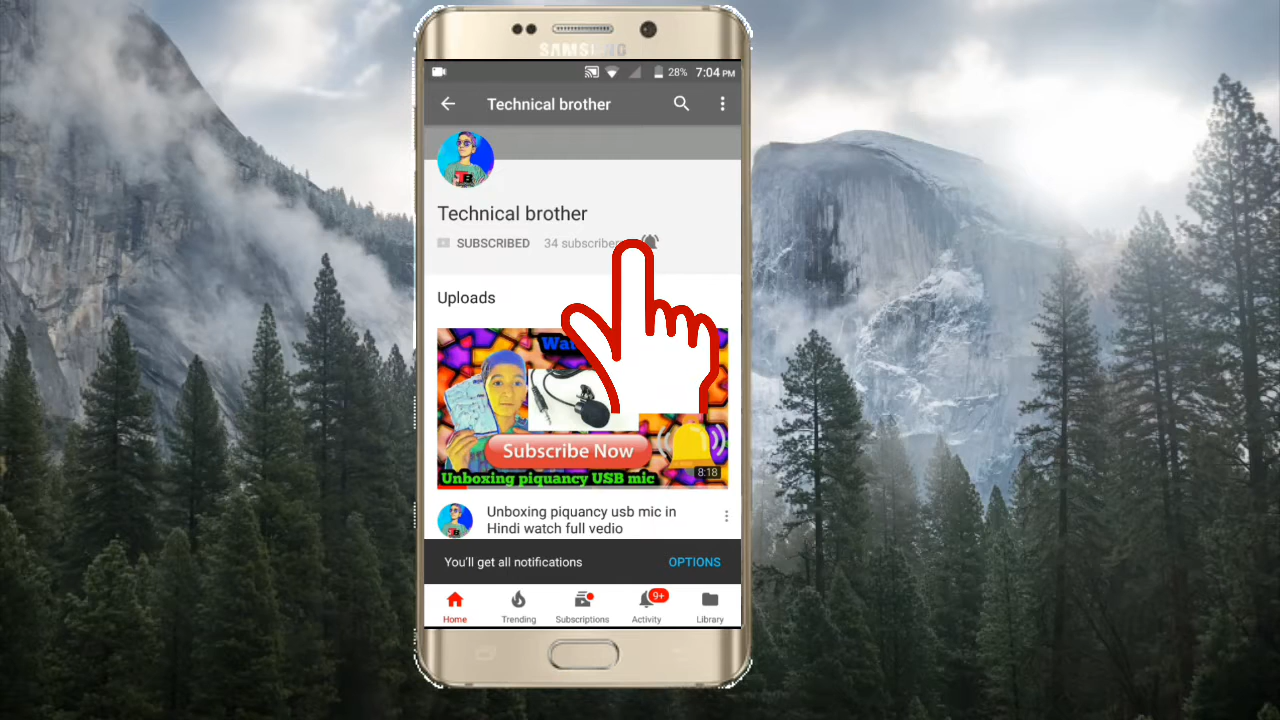 SAMSUNG
28% 7:04 PM
Technical brother
Technical brother
SUBSCRIBED 34 subscribers
Uploads
Subscribe Now
8:18
Unboxing piquancy USB mic
Unboxing piquancy usb mic in
Hindi watch full vedio
You'll get all notifications OPTIONS
9+
Home Trending Subscriptions Activity Library